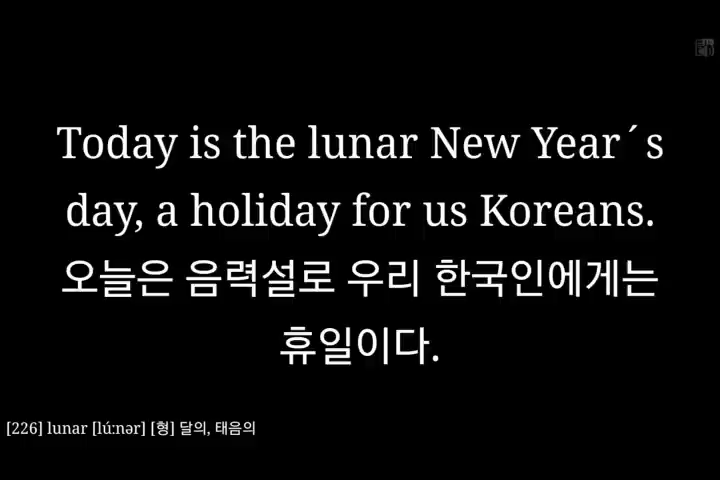 Today is the lunar New Year´s
day, a holiday for us Koreans.
오늘은 음력설로 우리 한국인에게는
휴일이다.
[226] lunar [lúːnər] [형] 달의, 태음의